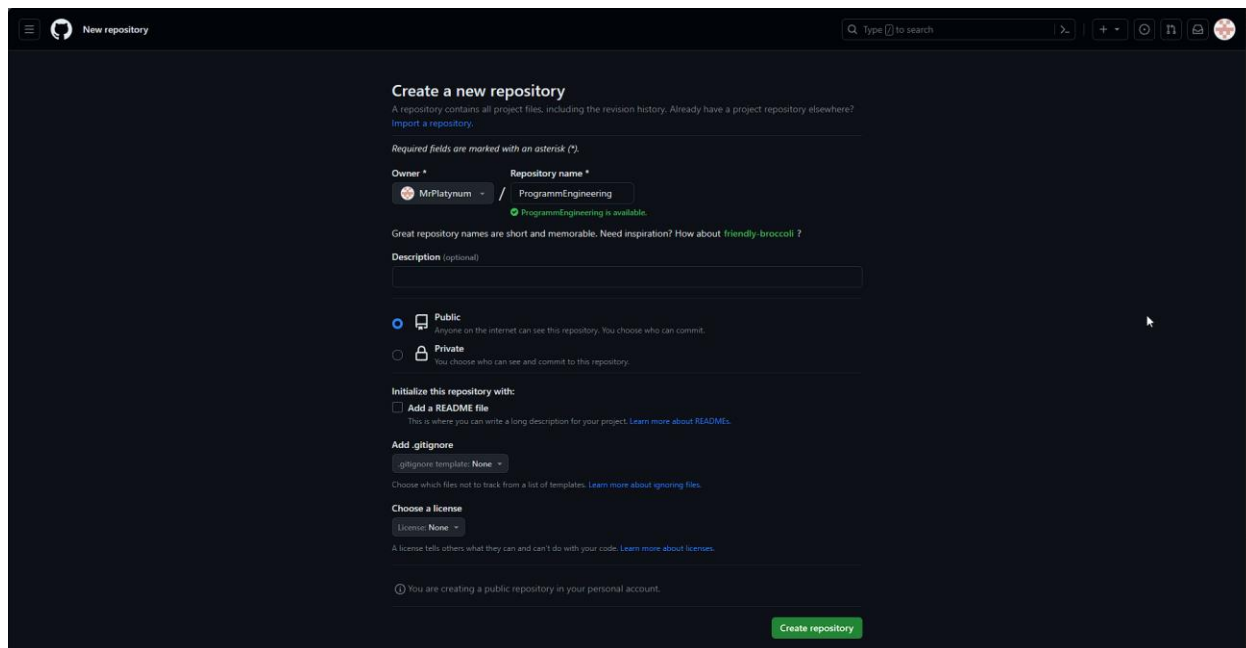 New repository
Type / to search
Create a new repository
A repository contains all project files, including the revision history. Already have a project repository elsewhere?
Import a repository.
Required fields are marked with an asterisk (*).
Owner * Repository name *
MrPlatynum / ProgrammEngineering
ProgrammEngineering is available.
Great repository names are short and memorable. Need inspiration? How about friendly-broccoli ?
Description (optional)
Public
Anyone on the internet can see this repository. You choose who can commit.
Private
You choose who can see and commit to this repository.
Initialize this repository with:
Add a README file
This is where you can write a long description for your project. Learn more about READMEs.
Add .gitignore
.gitignore template: None
Choose which files not to track from a list of templates. Learn more about ignoring files.
Choose a license
License: None
A license tells others what they can and can't do with your code. Learn more about licenses.
You are creating a public repository in your personal account.
Create repository